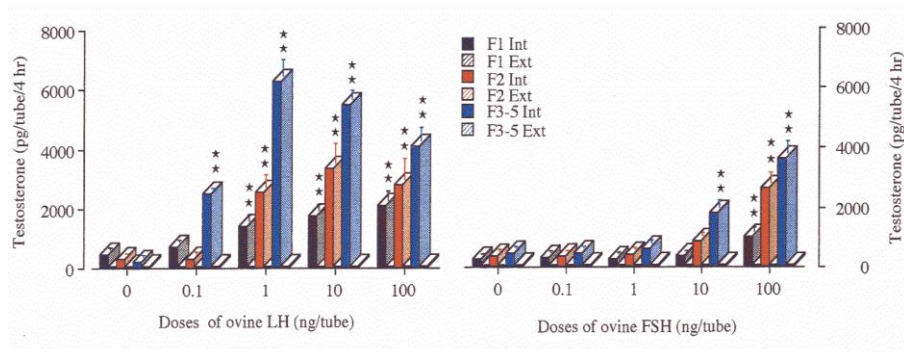 8000
6000
4000
2000
0
Testosterone (pg/tube/4 hr)
0 0.1 1 10 100
Doses of ovine LH (ng/tube)
F1 Int
F1 Ext
F2 Int
F2 Ext
F3-5 Int
F3-5 Ext
0 0.1 1 10 100
Doses of ovine FSH (ng/tube)
8000
6000
4000
2000
0
Testosterone (pg/tube/4 hr)